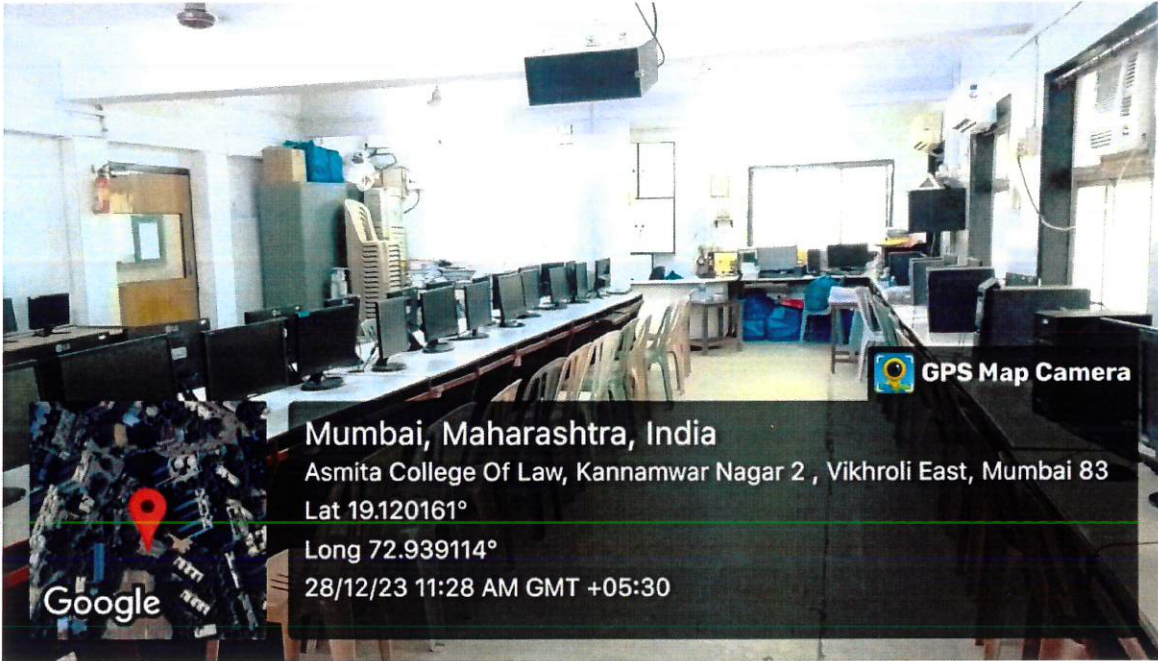 GPS Map Camera
Mumbai, Maharashtra, India
Asmita College Of Law, Kannamwar Nagar 2 , Vikhroli East, Mumbai 83
Lat 19.120161°
Long 72.939114°
28/12/23 11:28 AM GMT +05:30
Google